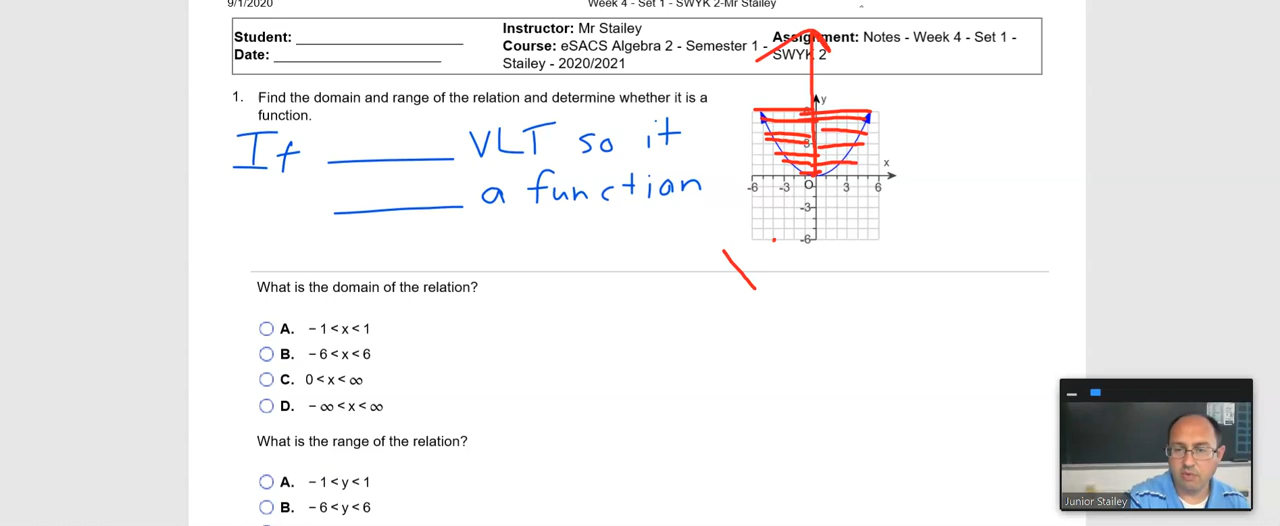 9/1/2020
Week 4 - Set 1 - SWYK 2-Mr Stailey
Student:
Date:
Instructor: Mr Stailey
Course: eSACS Algebra 2 - Semester 1 -
Stailey - 2020/2021
Assignment: Notes - Week 4 - Set 1 -
SWYK 2
1. Find the domain and range of the relation and determine whether it is a
function.
It ______ VLT so it
______ a function
y
x
-6 -3 O 3 6
-3
-6
What is the domain of the relation?
A. - 1 < x < 1
B. - 6 < x < 6
C. 0 < x < ∞
D. - ∞ < x < ∞
What is the range of the relation?
A. - 1 < y < 1
B. - 6 < y < 6
Junior Stailey